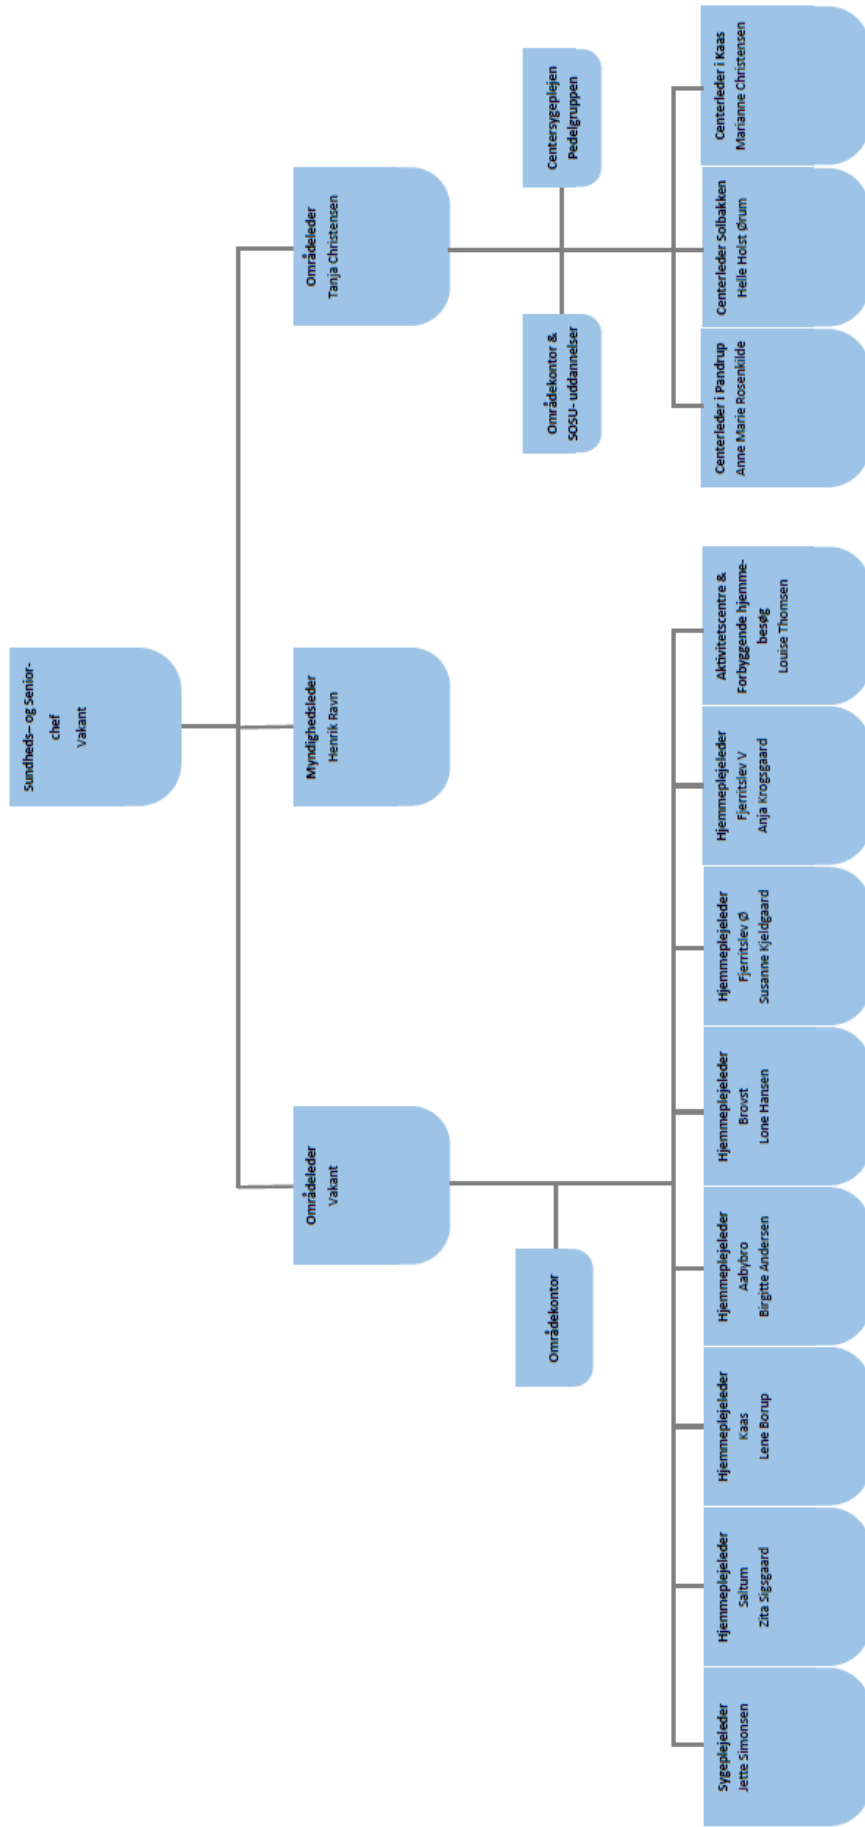 Sundheds– og Senior-
chef
Vakant
Områdeleder
Vakant
Myndighedsleder
Henrik Ravn
Områdeleder
Tanja Christensen
Områdekontor
Områdekontor &
SOSU- uddannelser
Centersygeplejen
Pedelgruppen
Sygeplejeleder
Jette Simonsen
Hjemmeplejeleder
Saltum
Zita Sigsgaard
Hjemmeplejeleder
Kaas
Lene Borup
Hjemmeplejeleder
Aabybro
Birgitte Andersen
Hjemmeplejeleder
Brovst
Lone Hansen
Hjemmeplejeleder
Fjerritslev Ø
Susanne Kjeldgaard
Hjemmeplejeleder
Fjerritslev V
Anja Krogsgaard
Aktivitetscentre &
Forbyggende hjemme-
besøg
Louise Thomsen
Centerleder i Pandrup
Anne Marie Rosenkilde
Centerleder Solbakken
Helle Holst Ørum
Centerleder i Kaas
Marianne Christensen